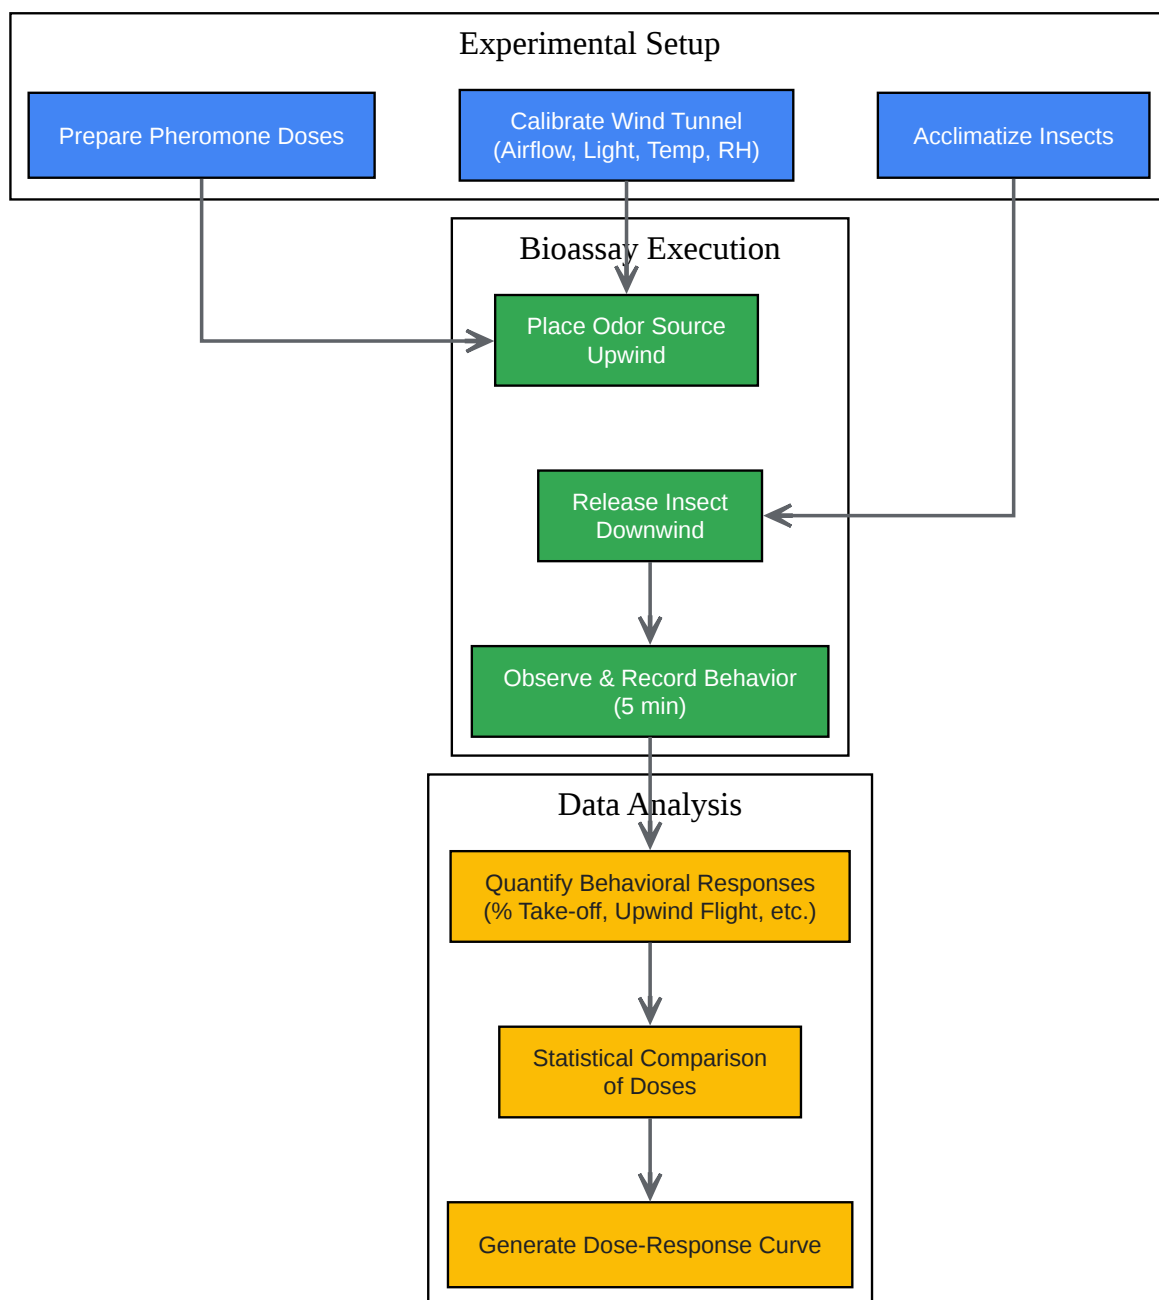 Experimental Setup
Prepare Pheromone Doses
Calibrate Wind Tunnel
(Airflow, Light, Temp, RH)
Acclimatize Insects
Bioassay Execution
Place Odor Source
Upwind
Release Insect
Downwind
Observe & Record Behavior
(5 min)
Data Analysis
Quantify Behavioral Responses
(% Take-off, Upwind Flight, etc.)
Statistical Comparison
of Doses
Generate Dose-Response Curve